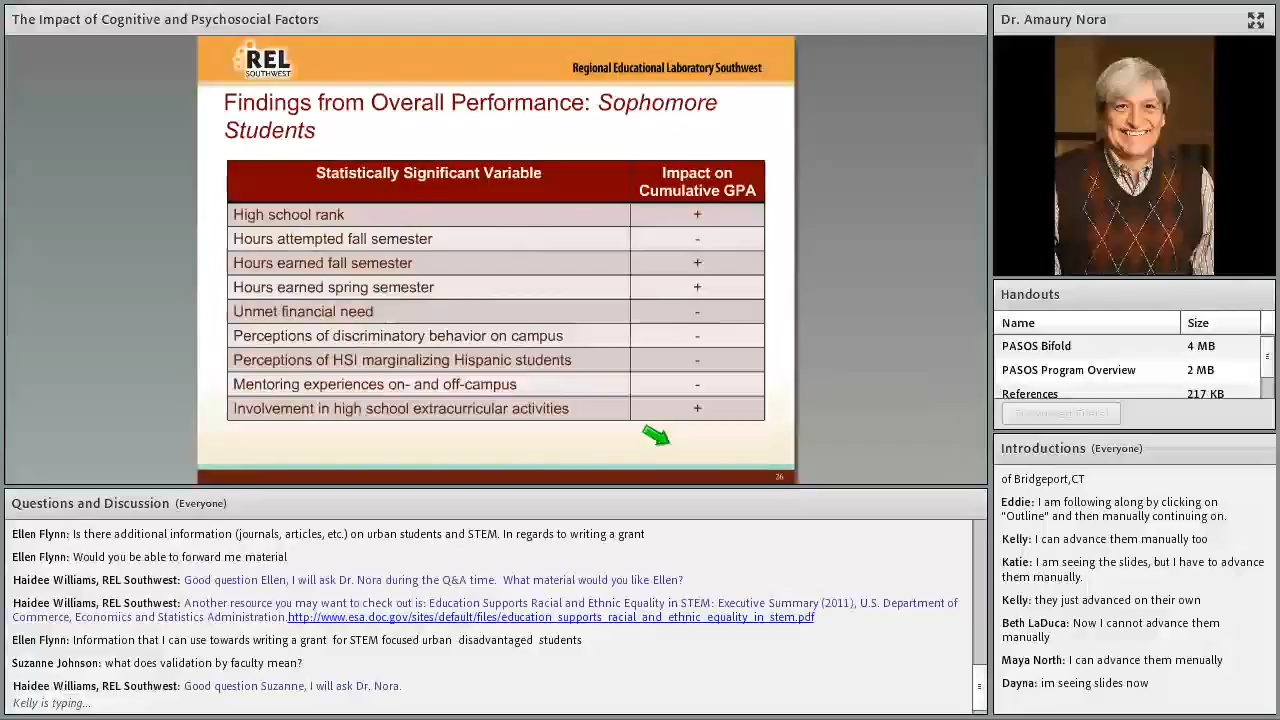 The Impact of Cognitive and Psychosocial Factors
REL
SOUTHWEST
Regional Educational Laboratory Southwest
Findings from Overall Performance: Sophomore
Students
Statistically Significant Variable Impact on
Cumulative GPA
High school rank +
Hours attempted fall semester -
Hours earned fall semester +
Hours earned spring semester +
Unmet financial need -
Perceptions of discriminatory behavior on campus -
Perceptions of HSI marginalizing Hispanic students -
Mentoring experiences on- and off-campus -
Involvement in high school extracurricular activities +
26
Questions and Discussion (Everyone)
Ellen Flynn: Is there additional information (journals, articles, etc.) on urban students and STEM. In regards to writing a grant
Ellen Flynn: Would you be able to forward me material
Haidee Williams, REL Southwest: Good question Ellen, I will ask Dr. Nora during the Q&A time. What material would you like Ellen?
Haidee Williams, REL Southwest: Another resource you may want to check out is: Education Supports Racial and Ethnic Equality in STEM: Executive Summary (2011), U.S. Department of
Commerce, Economics and Statistics Administration.http://www.esa.doc.gov/sites/default/files/education_supports_racial_and_ethnic_equality_in_stem.pdf
Ellen Flynn: Information that I can use towards writing a grant for STEM focused urban disadvantaged students
Suzanne Johnson: what does validation by faculty mean?
Haidee Williams, REL Southwest: Good question Suzanne, I will ask Dr. Nora.
Kelly is typing...
Dr. Amaury Nora
Handouts
Name Size
PASOS Bifold 4 MB
PASOS Program Overview 2 MB
References 217 KB
Introductions (Everyone)
of Bridgeport,CT
Eddie: I am following along by clicking on
"Outline" and then manually continuing on.
Kelly: I can advance them manually too
Katie: I am seeing the slides, but I have to advance
them manually.
Kelly: they just advanced on their own
Beth LaDuca: Now I cannot advance them
manually
Maya North: I can advance them menually
Dayna: im seeing slides now